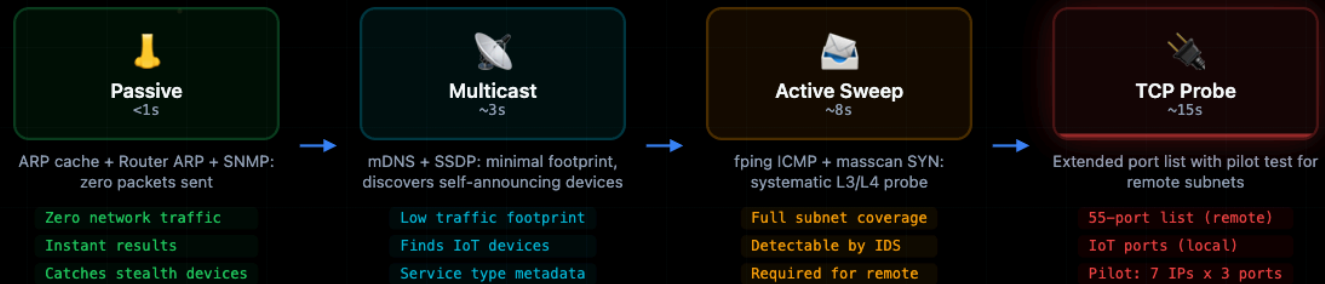 Passive
<1s
ARP cache + Router ARP + SNMP:
zero packets sent
Zero network traffic
Instant results
Catches stealth devices
Multicast
~3s
mDNS + SSDP: minimal footprint,
discovers self-announcing devices
Low traffic footprint
Finds IoT devices
Service type metadata
Active Sweep
~8s
fping ICMP + masscan SYN:
systematic L3/L4 probe
Full subnet coverage
Detectable by IDS
Required for remote
TCP Probe
~15s
Extended port list with pilot test for
remote subnets
55-port list (remote)
IoT ports (local)
Pilot: 7 IPs x 3 ports